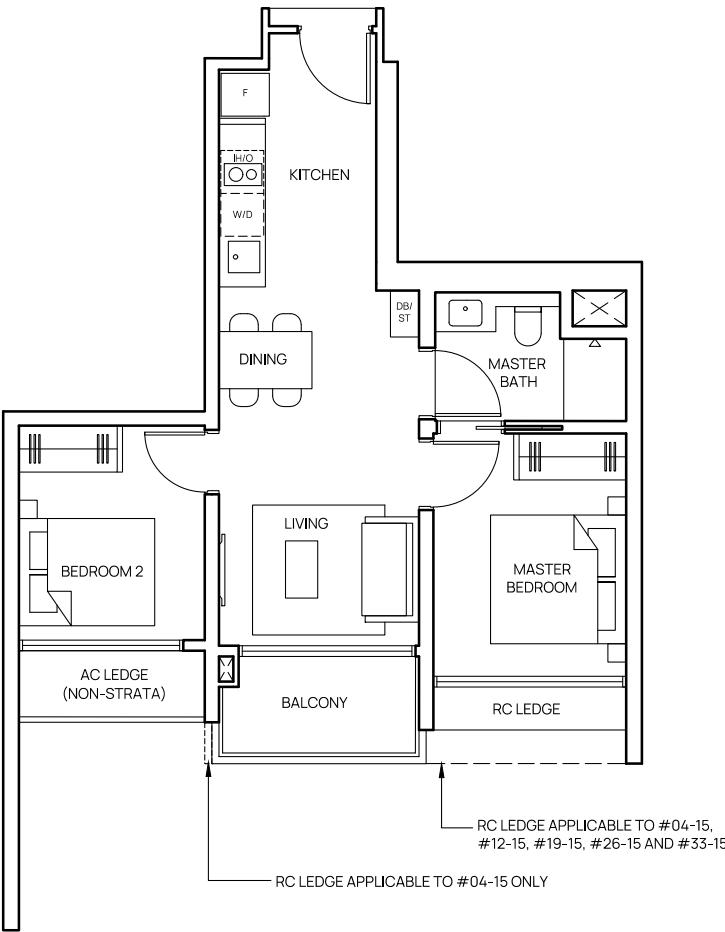 F
IH/O
KITCHEN
W/D
DB/
ST
DINING
MASTER
BATH
LIVING
BEDROOM 2
MASTER
BEDROOM
AC LEDGE
(NON-STRATA)
BALCONY
RC LEDGE
RC LEDGE APPLICABLE TO #04-15,
#12-15, #19-15, #26-15 AND #33-15
RC LEDGE APPLICABLE TO #04-15 ONLY